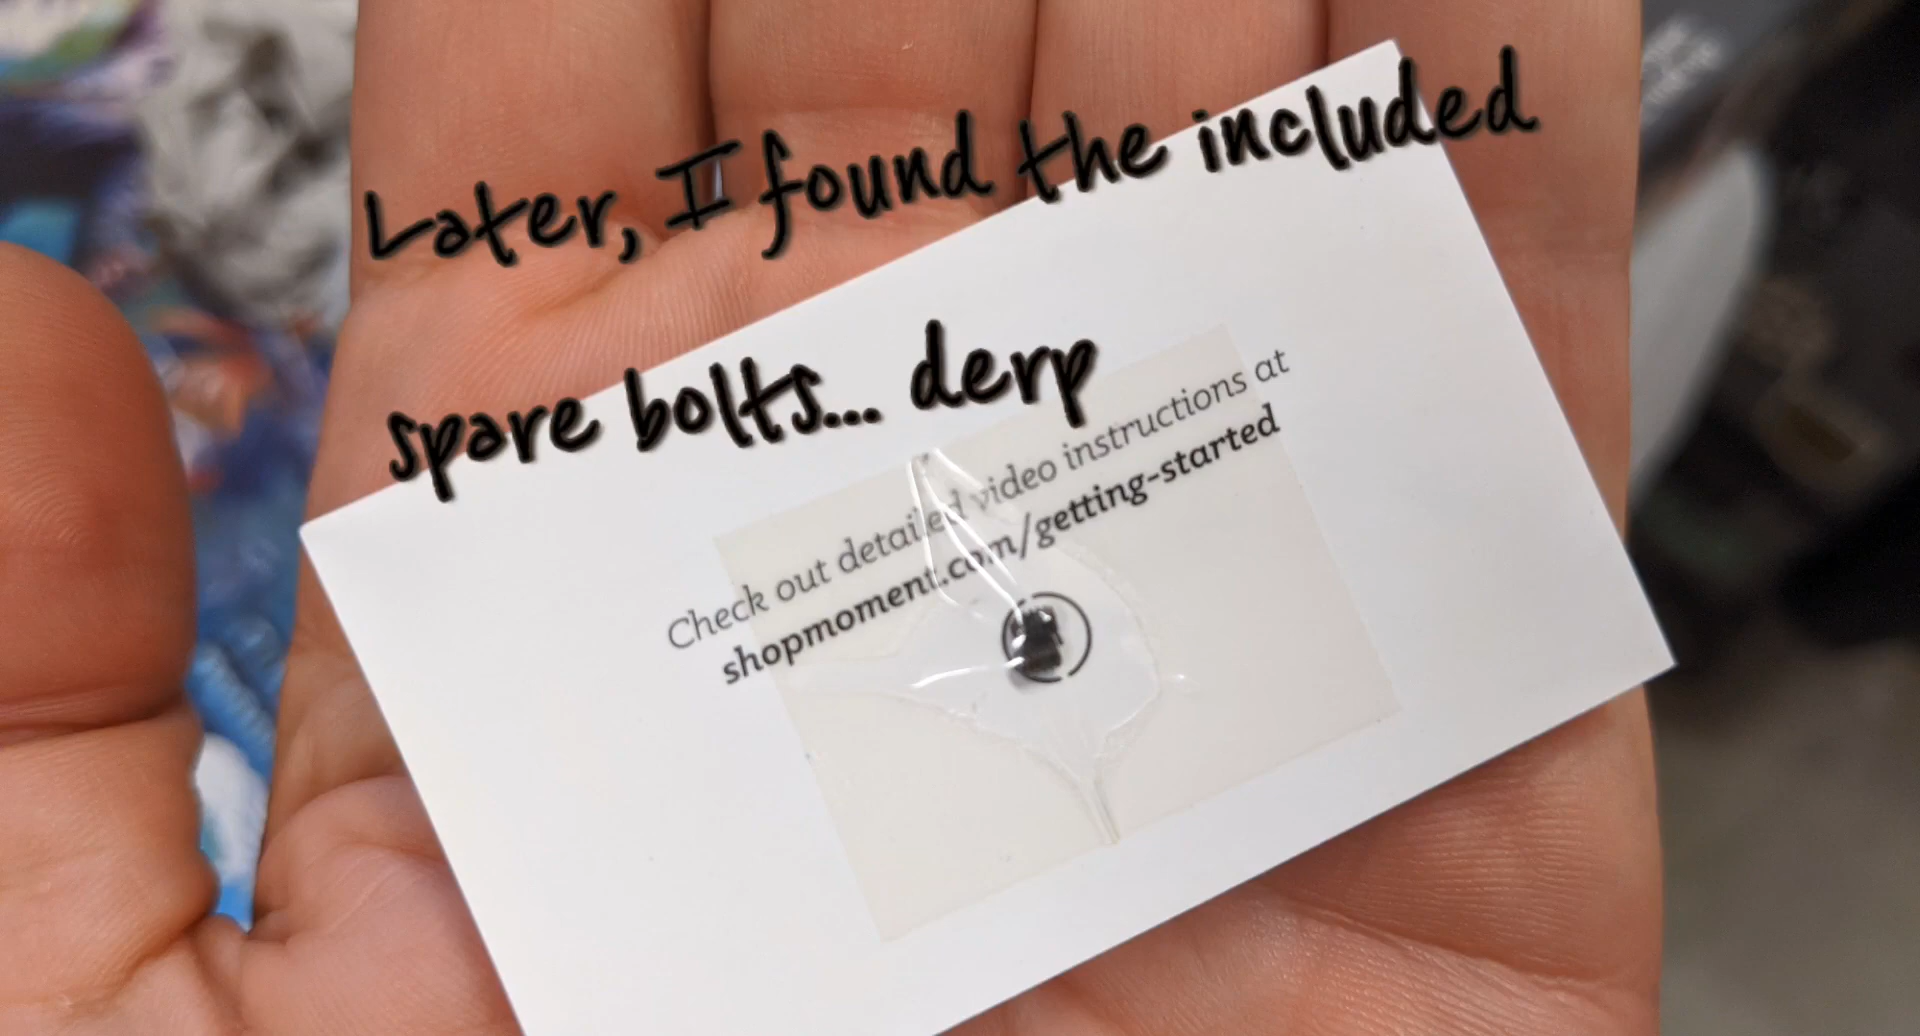 Later, I found the included
spare bolts... derp
Check out detailed video instructions at
shopmoment.com/getting-started